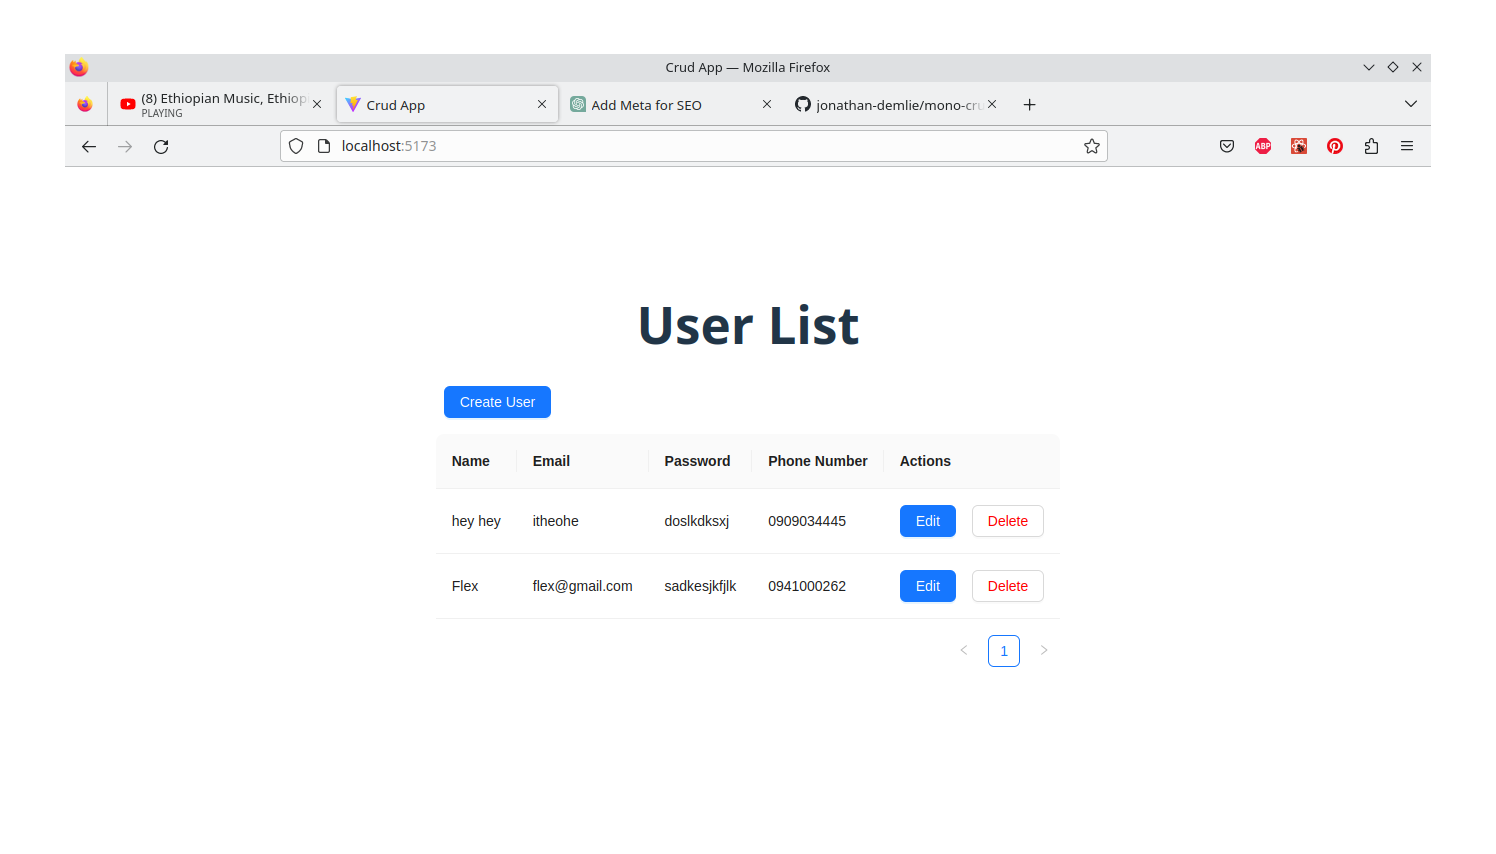 Crud App — Mozilla Firefox
(8) Ethiopian Music, Ethiop
PLAYING
Crud App
Add Meta for SEO
jonathan-demlie/mono-cru
localhost:5173
ABP
User List
Create User
Name Email Password Phone Number Actions
hey hey itheohe doslkdksxj 0909034445 Edit Delete
Flex flex@gmail.com sadkesjkfjlk 0941000262 Edit Delete
1